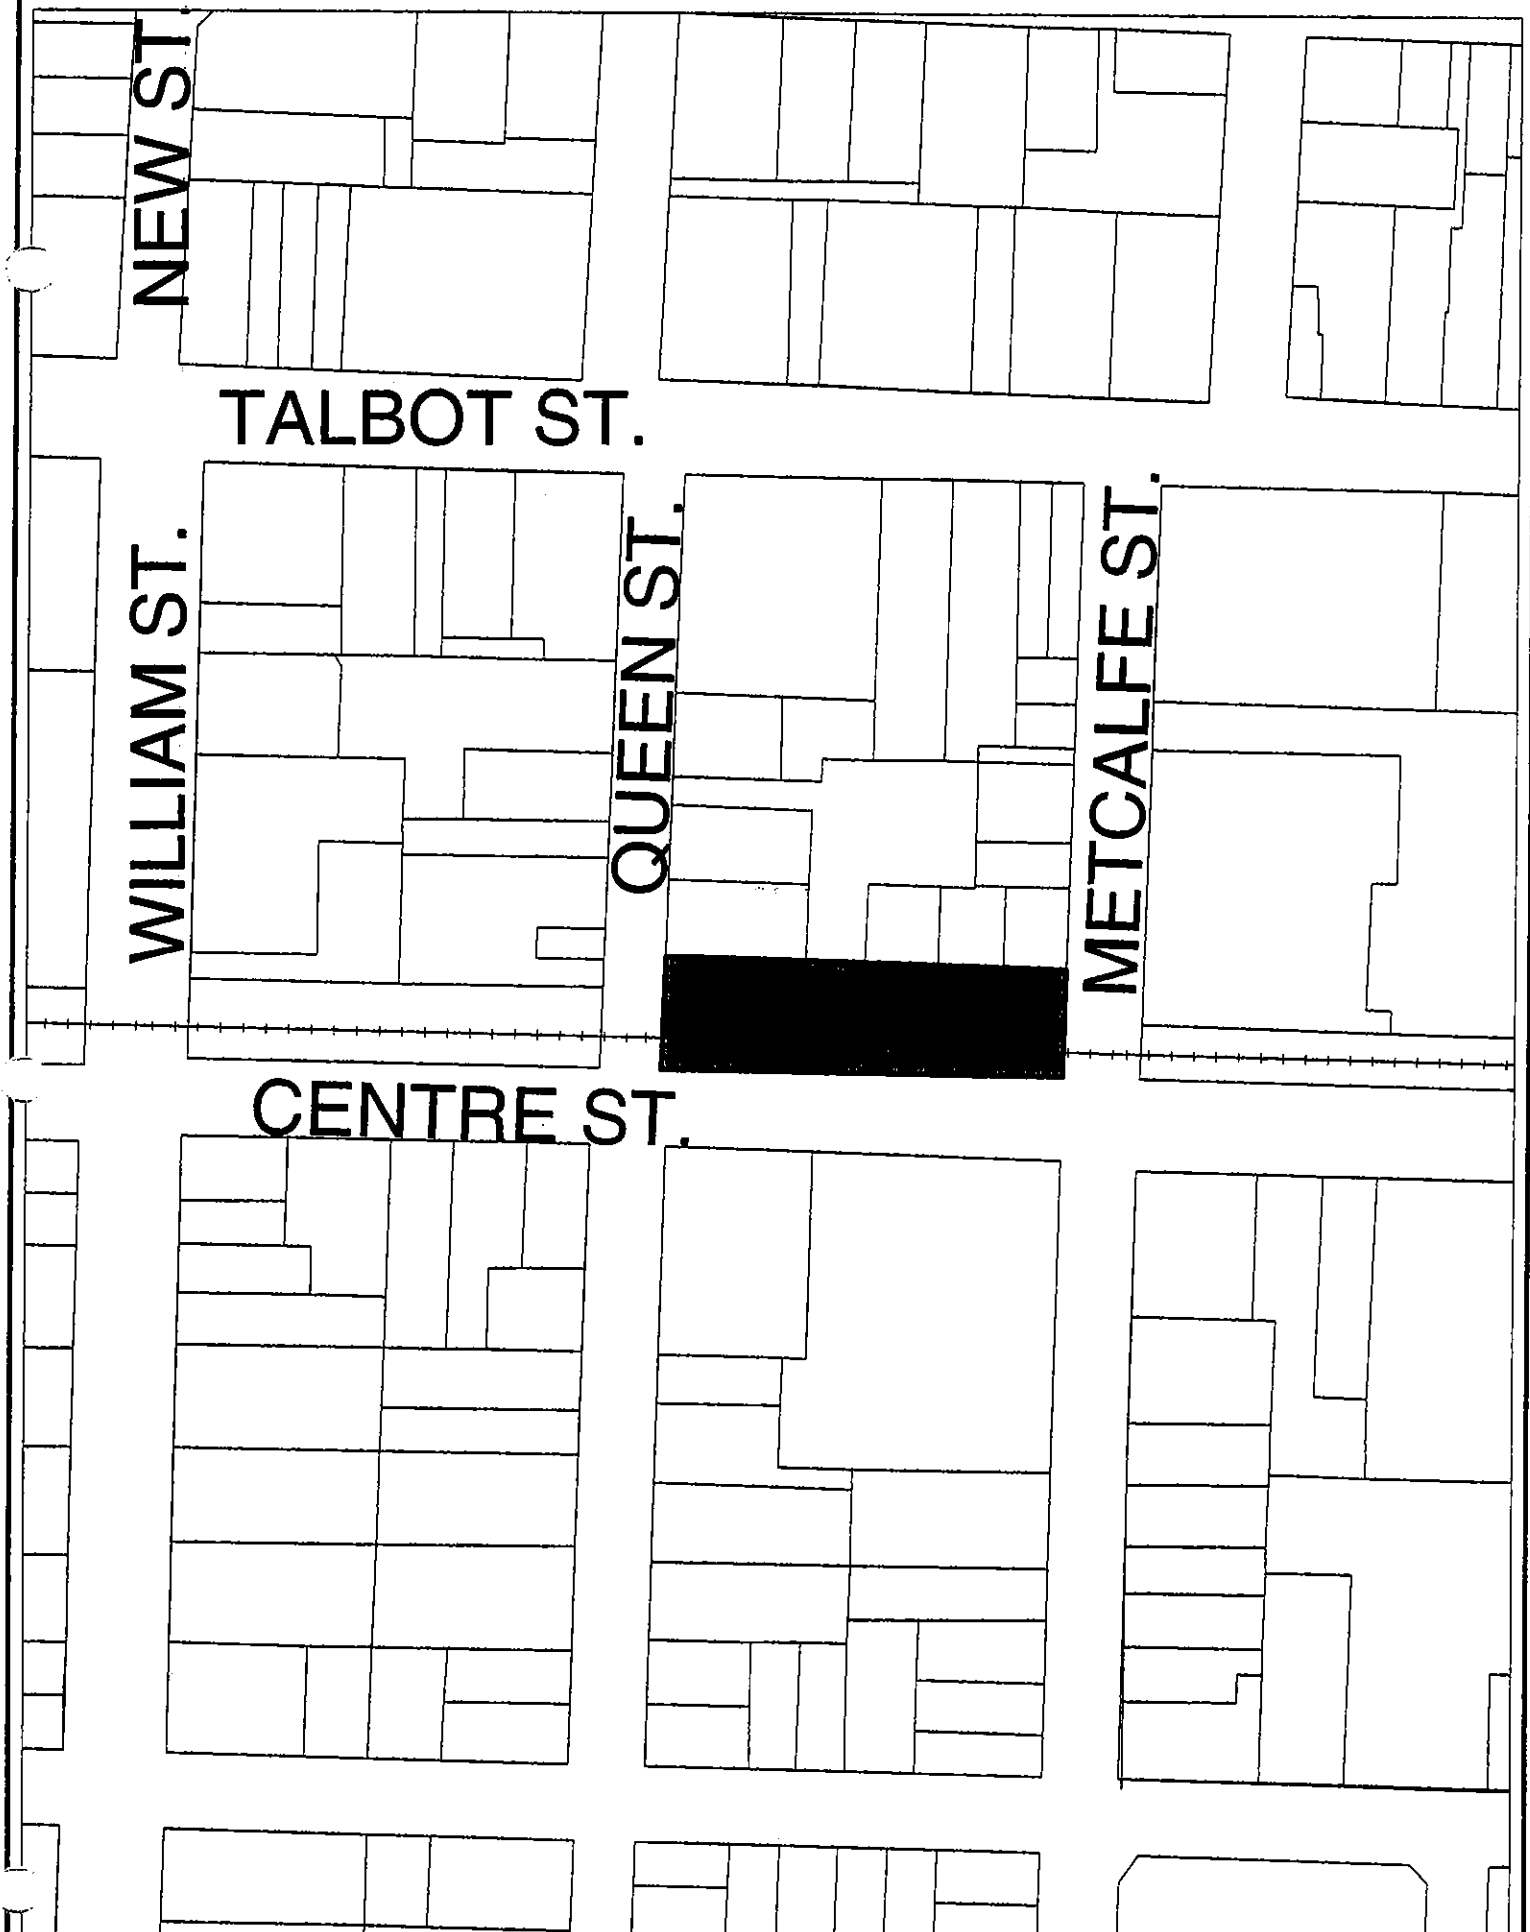 NEW ST.
TALBOT ST.
WILLIAM ST.
QUEEN ST.
METCALFE ST.
CENTRE ST.